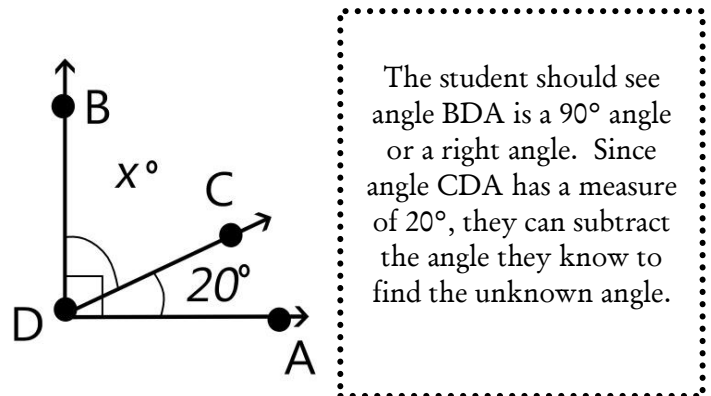 B
x°
C
20°
D
A
The student should see
angle BDA is a 90° angle
or a right angle. Since
angle CDA has a measure
of 20°, they can subtract
the angle they know to
find the unknown angle.